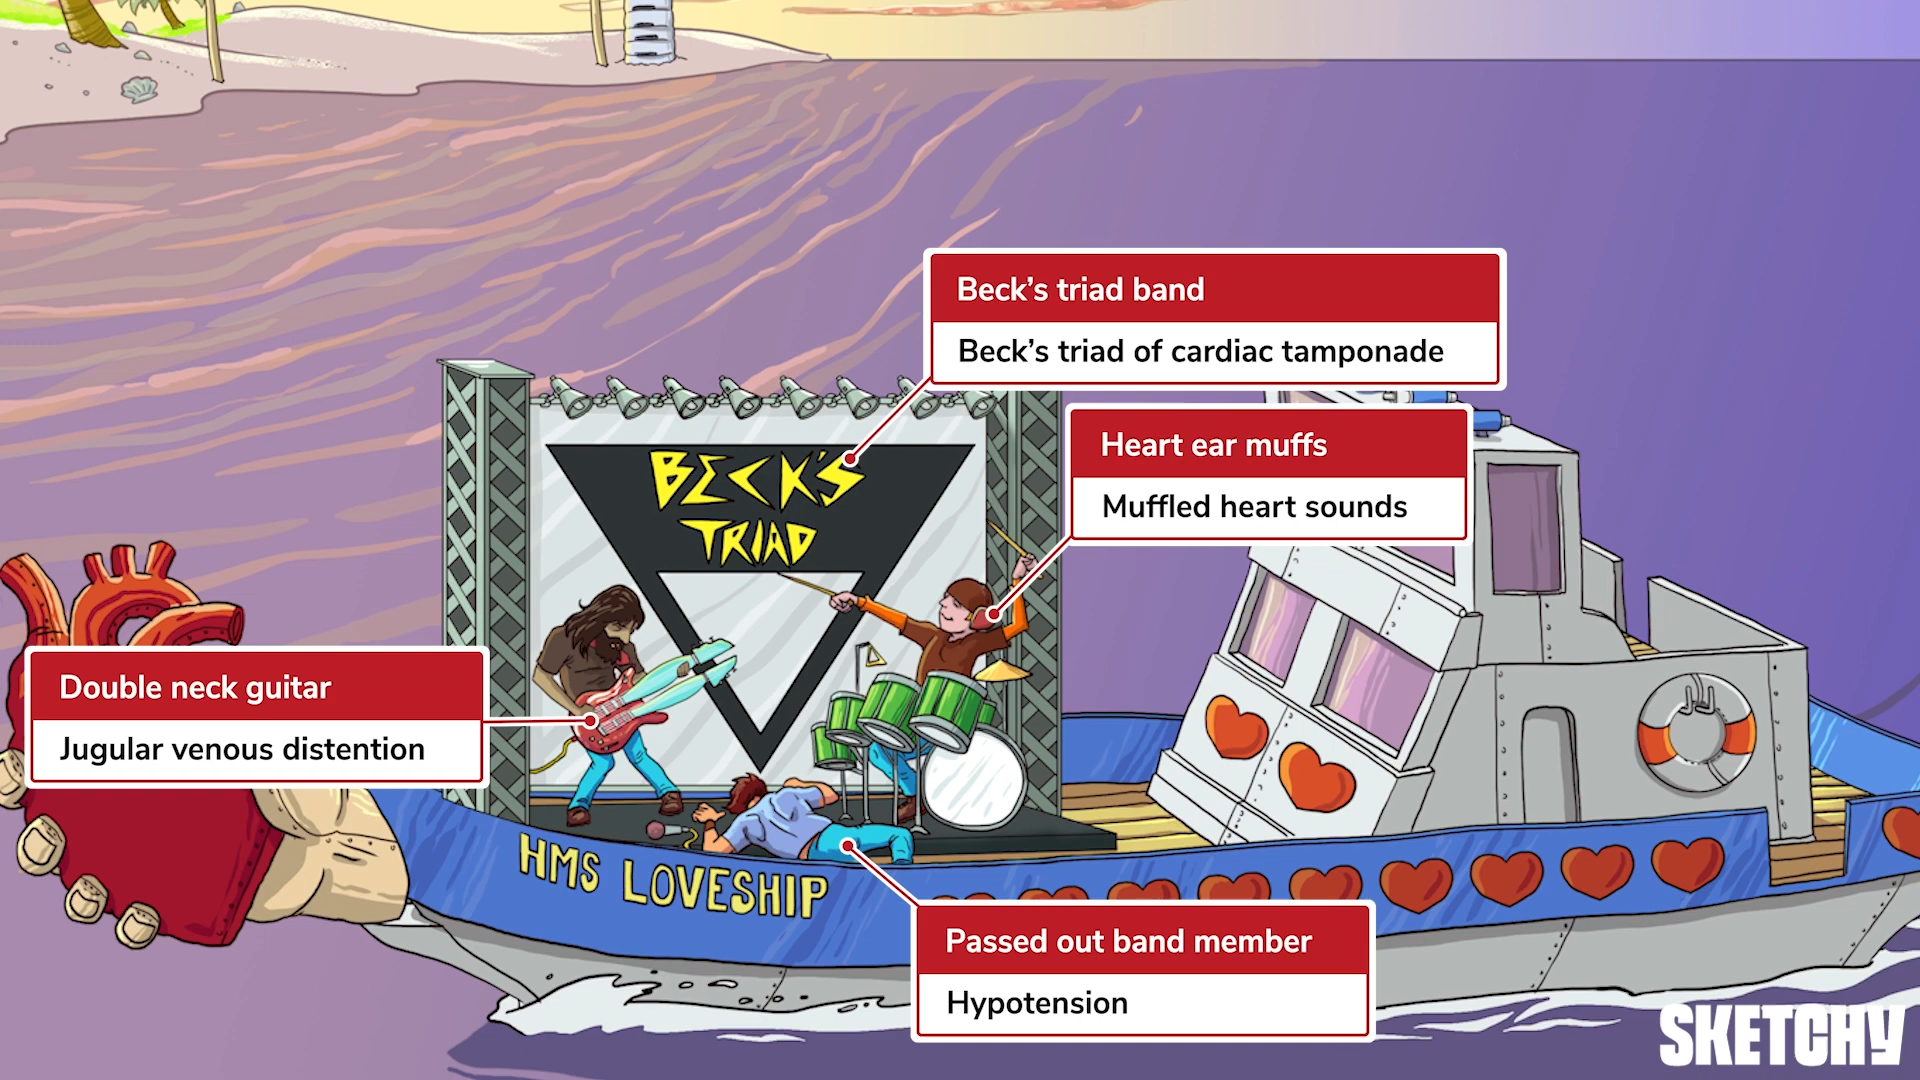 Beck's triad band
Beck's triad of cardiac tamponade
Heart ear muffs
Muffled heart sounds
BECK'S
TRIAD
Double neck guitar
Jugular venous distention
HMS LOVESHIP
Passed out band member
Hypotension
SKETCHY